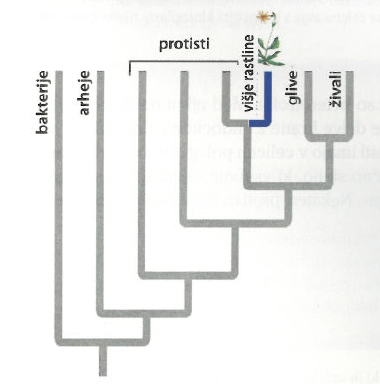 protisti
bakterije
arheje
višje rastline
glive
živali